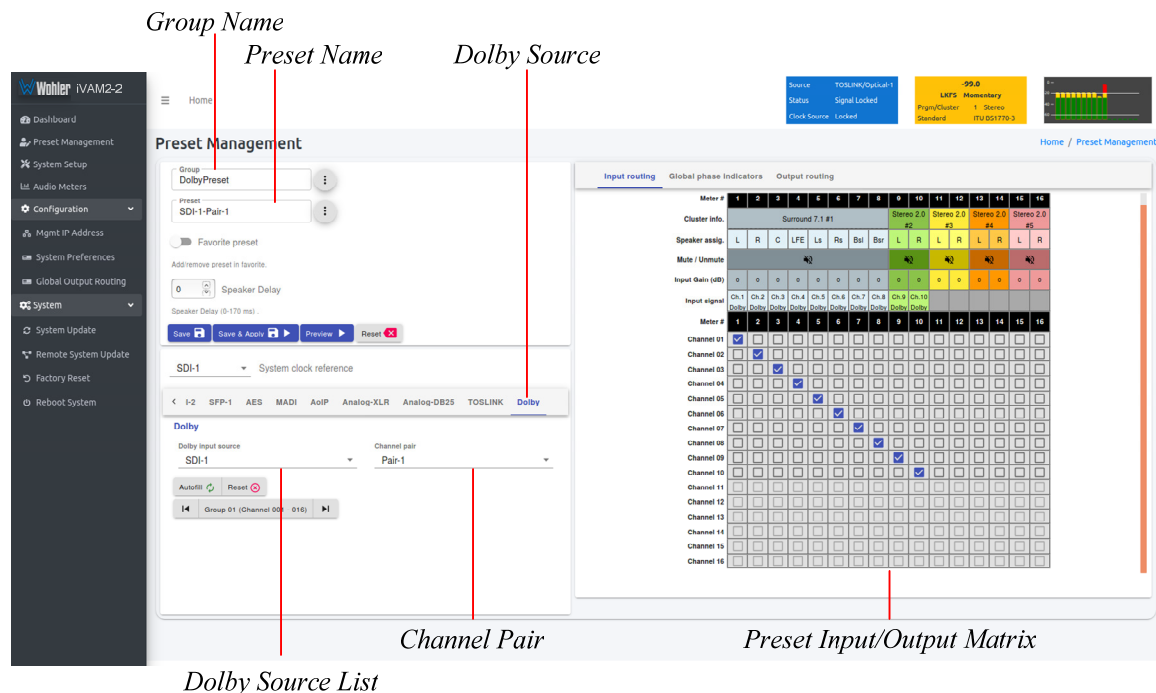 Group Name
Preset Name
Dolby Source
Wohler iVAM2-2
Dashboard
Preset Management
System Setup
Audio Meters
Configuration
Mgmt IP Address
System Preferences
Global Output Routing
System
System Update
Remote System Update
Factory Reset
Reboot System
Home
Source TOSLINK/Optical-1
Status Signal Locked
Clock Source Locked
-99.0
LKFS Momentary
Prgm/Cluster 1 Stereo
Standard ITU BS1770-3
Preset Management
Home / Preset Management
Group
DolbyPreset
Preset
SDI-1-Pair-1
Favorite preset
Add/remove preset in favorite.
0 Speaker Delay
Speaker Delay (0-170 ms) .
Save Save & Apply Preview Reset
SDI-1 System clock reference
I-2 SFP-1 AES MADI AoIP Analog-XLR Analog-DB25 TOSLINK Dolby
Dolby
Dolby input source Channel pair
SDI-1 Pair-1
Autofill Reset
Group 01 (Channel 001 016)
Input routing Global phase indicators Output routing
Meter # 1 2 3 4 5 6 7 8 9 10 11 12 13 14 15 16
Cluster info. Surround 7.1 #1 Stereo 2.0 #2 Stereo 2.0 #3 Stereo 2.0 #4 Stereo 2.0 #5
Speaker assig. L R C LFE Ls Rs Bsl Bsr L R L R L R L R
Mute / Unmute
Input Gain (dB) 0 0 0 0 0 0 0 0 0 0 0 0 0 0 0 0
Input signal Ch.1 Dolby Ch.2 Dolby Ch.3 Dolby Ch.4 Dolby Ch.5 Dolby Ch.6 Dolby Ch.7 Dolby Ch.8 Dolby Ch.9 Dolby Ch.10 Dolby
Meter # 1 2 3 4 5 6 7 8 9 10 11 12 13 14 15 16
Channel 01
Channel 02
Channel 03
Channel 04
Channel 05
Channel 06
Channel 07
Channel 08
Channel 09
Channel 10
Channel 11
Channel 12
Channel 13
Channel 14
Channel 15
Channel 16
Channel Pair
Preset Input/Output Matrix
Dolby Source List